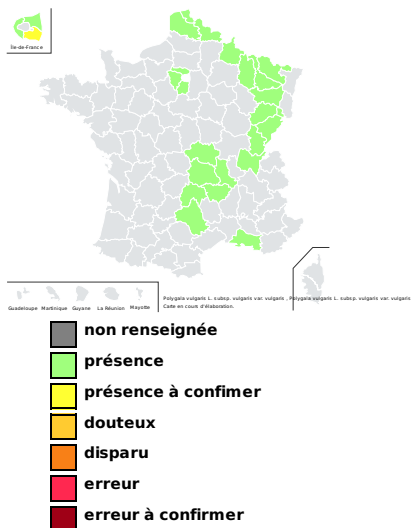 Île-de-France
Guadeloupe Martinique Guyane La Réunion Mayotte
Polygala vulgaris L. subsp. vulgaris var. vulgaris , Polygala vulgaris L. subsp. vulgaris var. vulgaris
Carte en cours d'élaboration.
non renseignée
présence
présence à confimer
douteux
disparu
erreur
erreur à confirmer